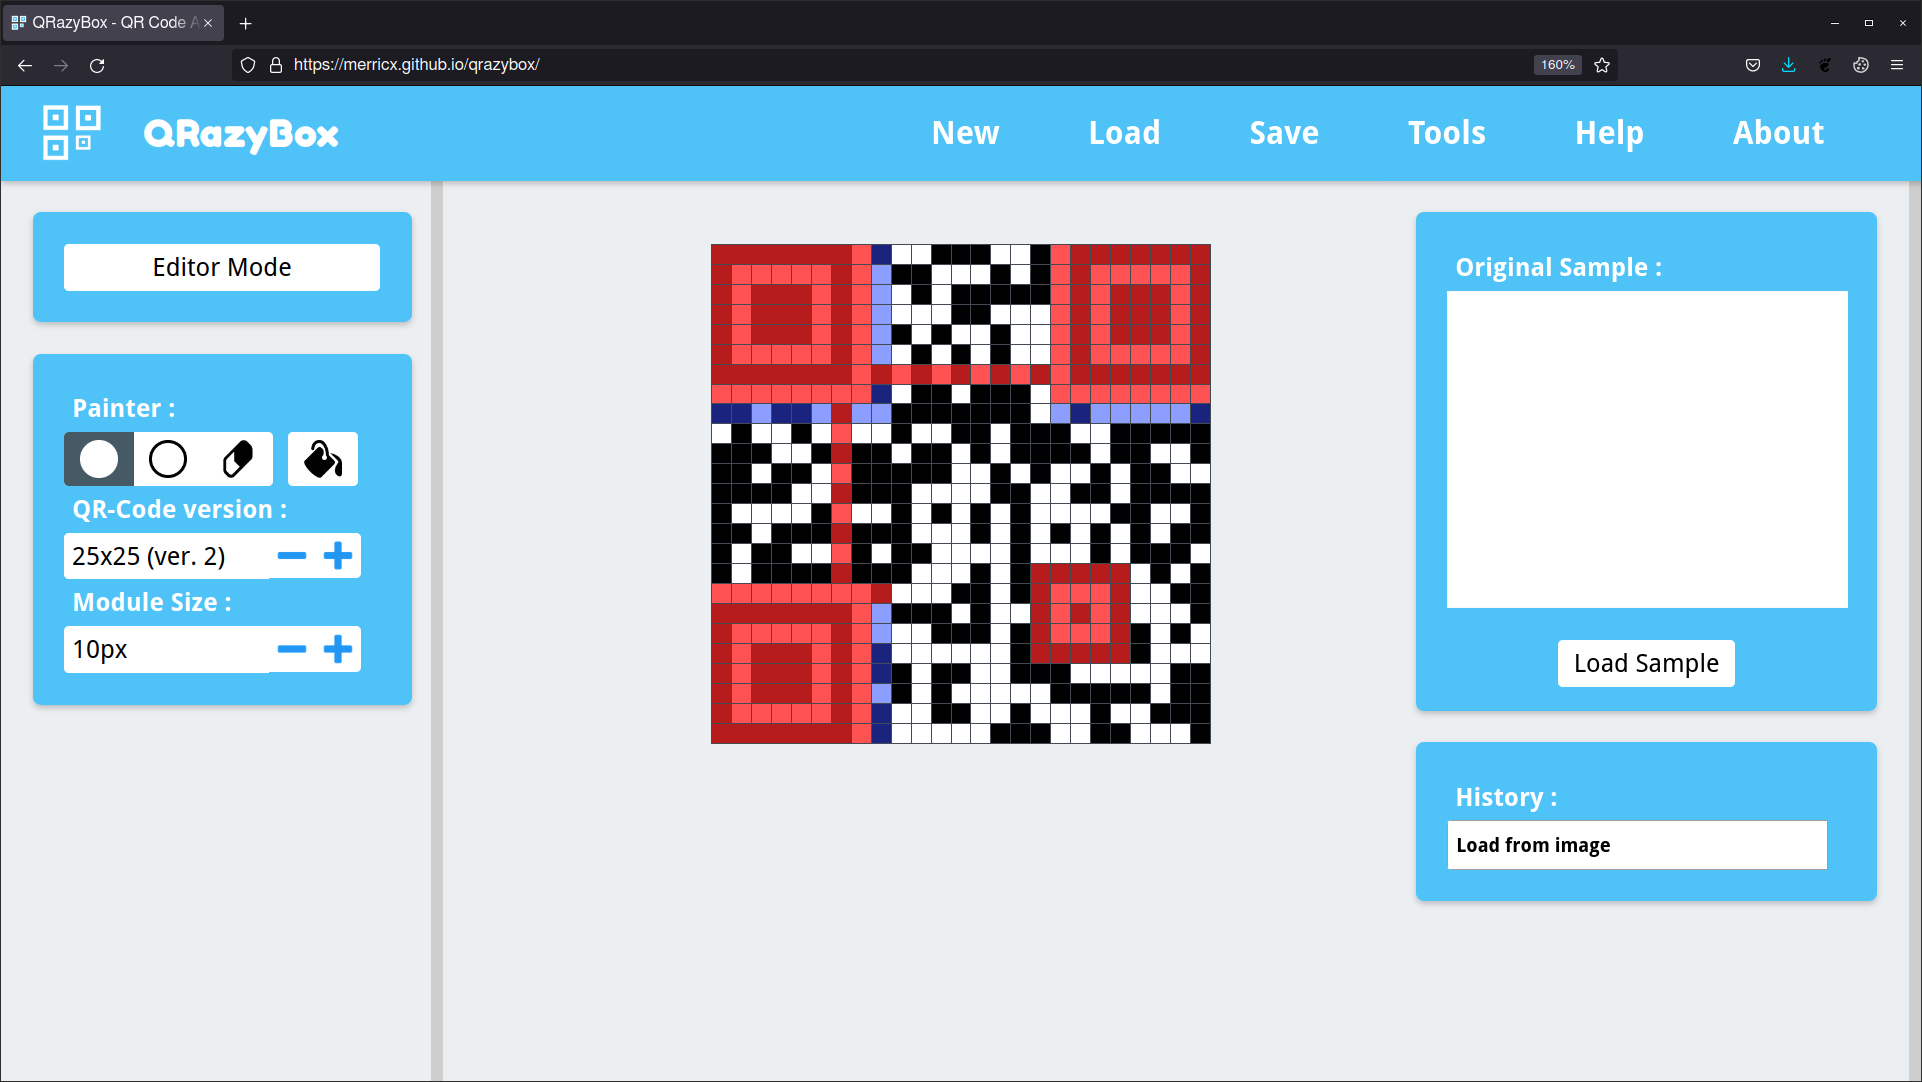 QRazyBox - QR Code A
https://merricx.github.io/qrazybox/
160%
QRazyBox
New Load Save Tools Help About
Editor Mode
Painter :
QR-Code version :
25x25 (ver. 2)
Module Size :
10px
Original Sample :
Load Sample
History :
Load from image